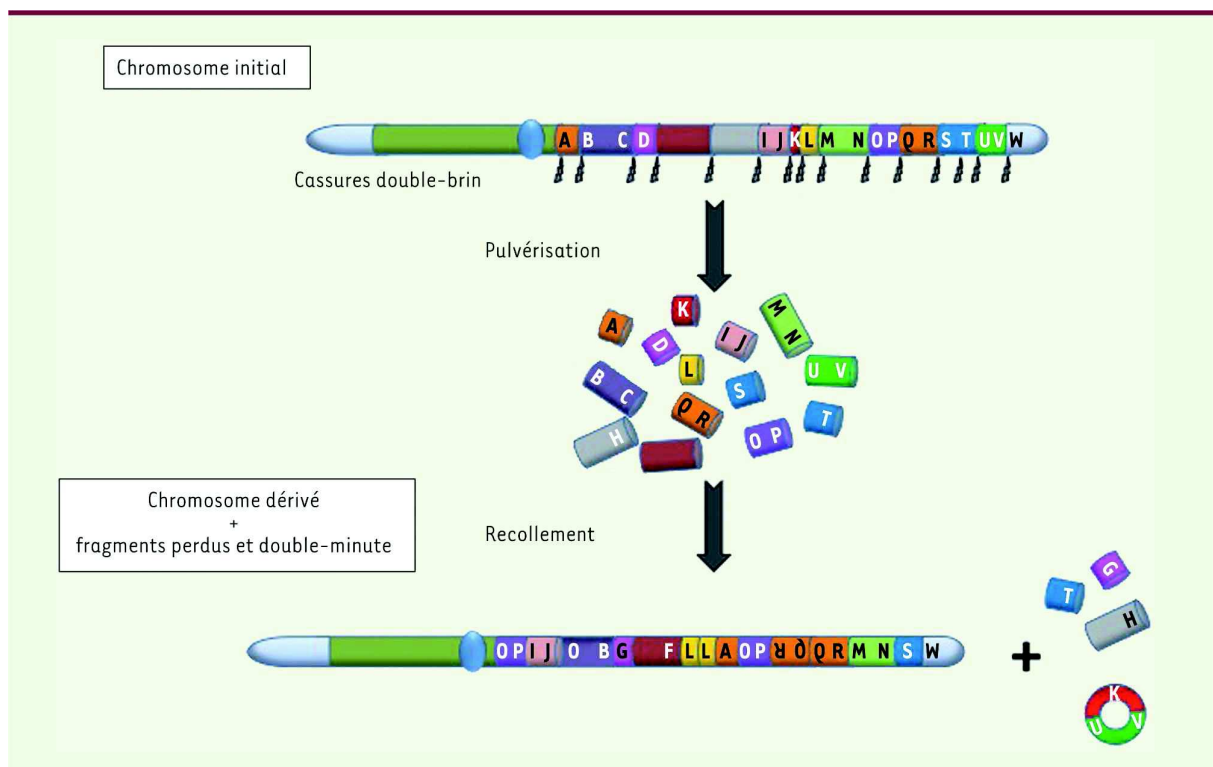 Chromosome initial
A B C D I J K L M N O P Q R S T U V W
Cassures double-brin
Pulvérisation
K
A
M N
D
I J
L
U V
B C
S
Q R
T
O P
H
Chromosome dérivé
+
fragments perdus et double-minute
Recollement
G
T
H
O P I J O B G F L L A O P R Q Q R M N S W
+
K
U V